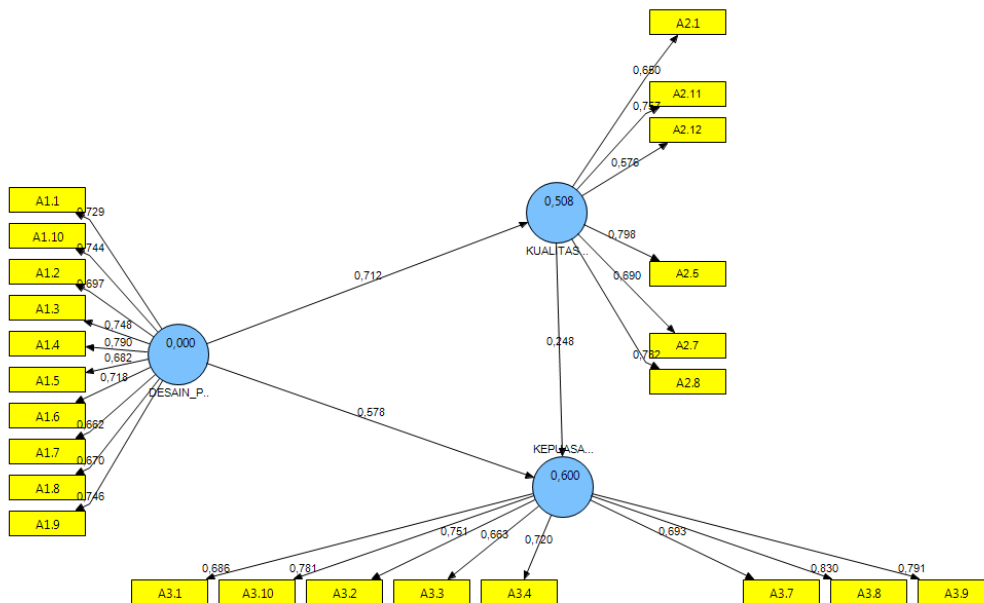 A2.1
0,650
A2.11
0,757
A2.12
0,576
A1.1
0,729
A1.10
0,744
A1.2
0,697
A1.3
0,748
A1.4
0,790
A1.5
0,682
A1.6
0,718
A1.7
0,662
A1.8
0,670
A1.9
0,746
0,000
DESAIN_P..
0,712
0,578
0,508
KUALITAS...
0,798
A2.5
0,690
A2.7
0,782
A2.8
0,248
KEPUASA...
0,600
0,686
0,781
0,751
0,663
0,720
0,693
0,830
0,791
A3.1
A3.10
A3.2
A3.3
A3.4
A3.7
A3.8
A3.9